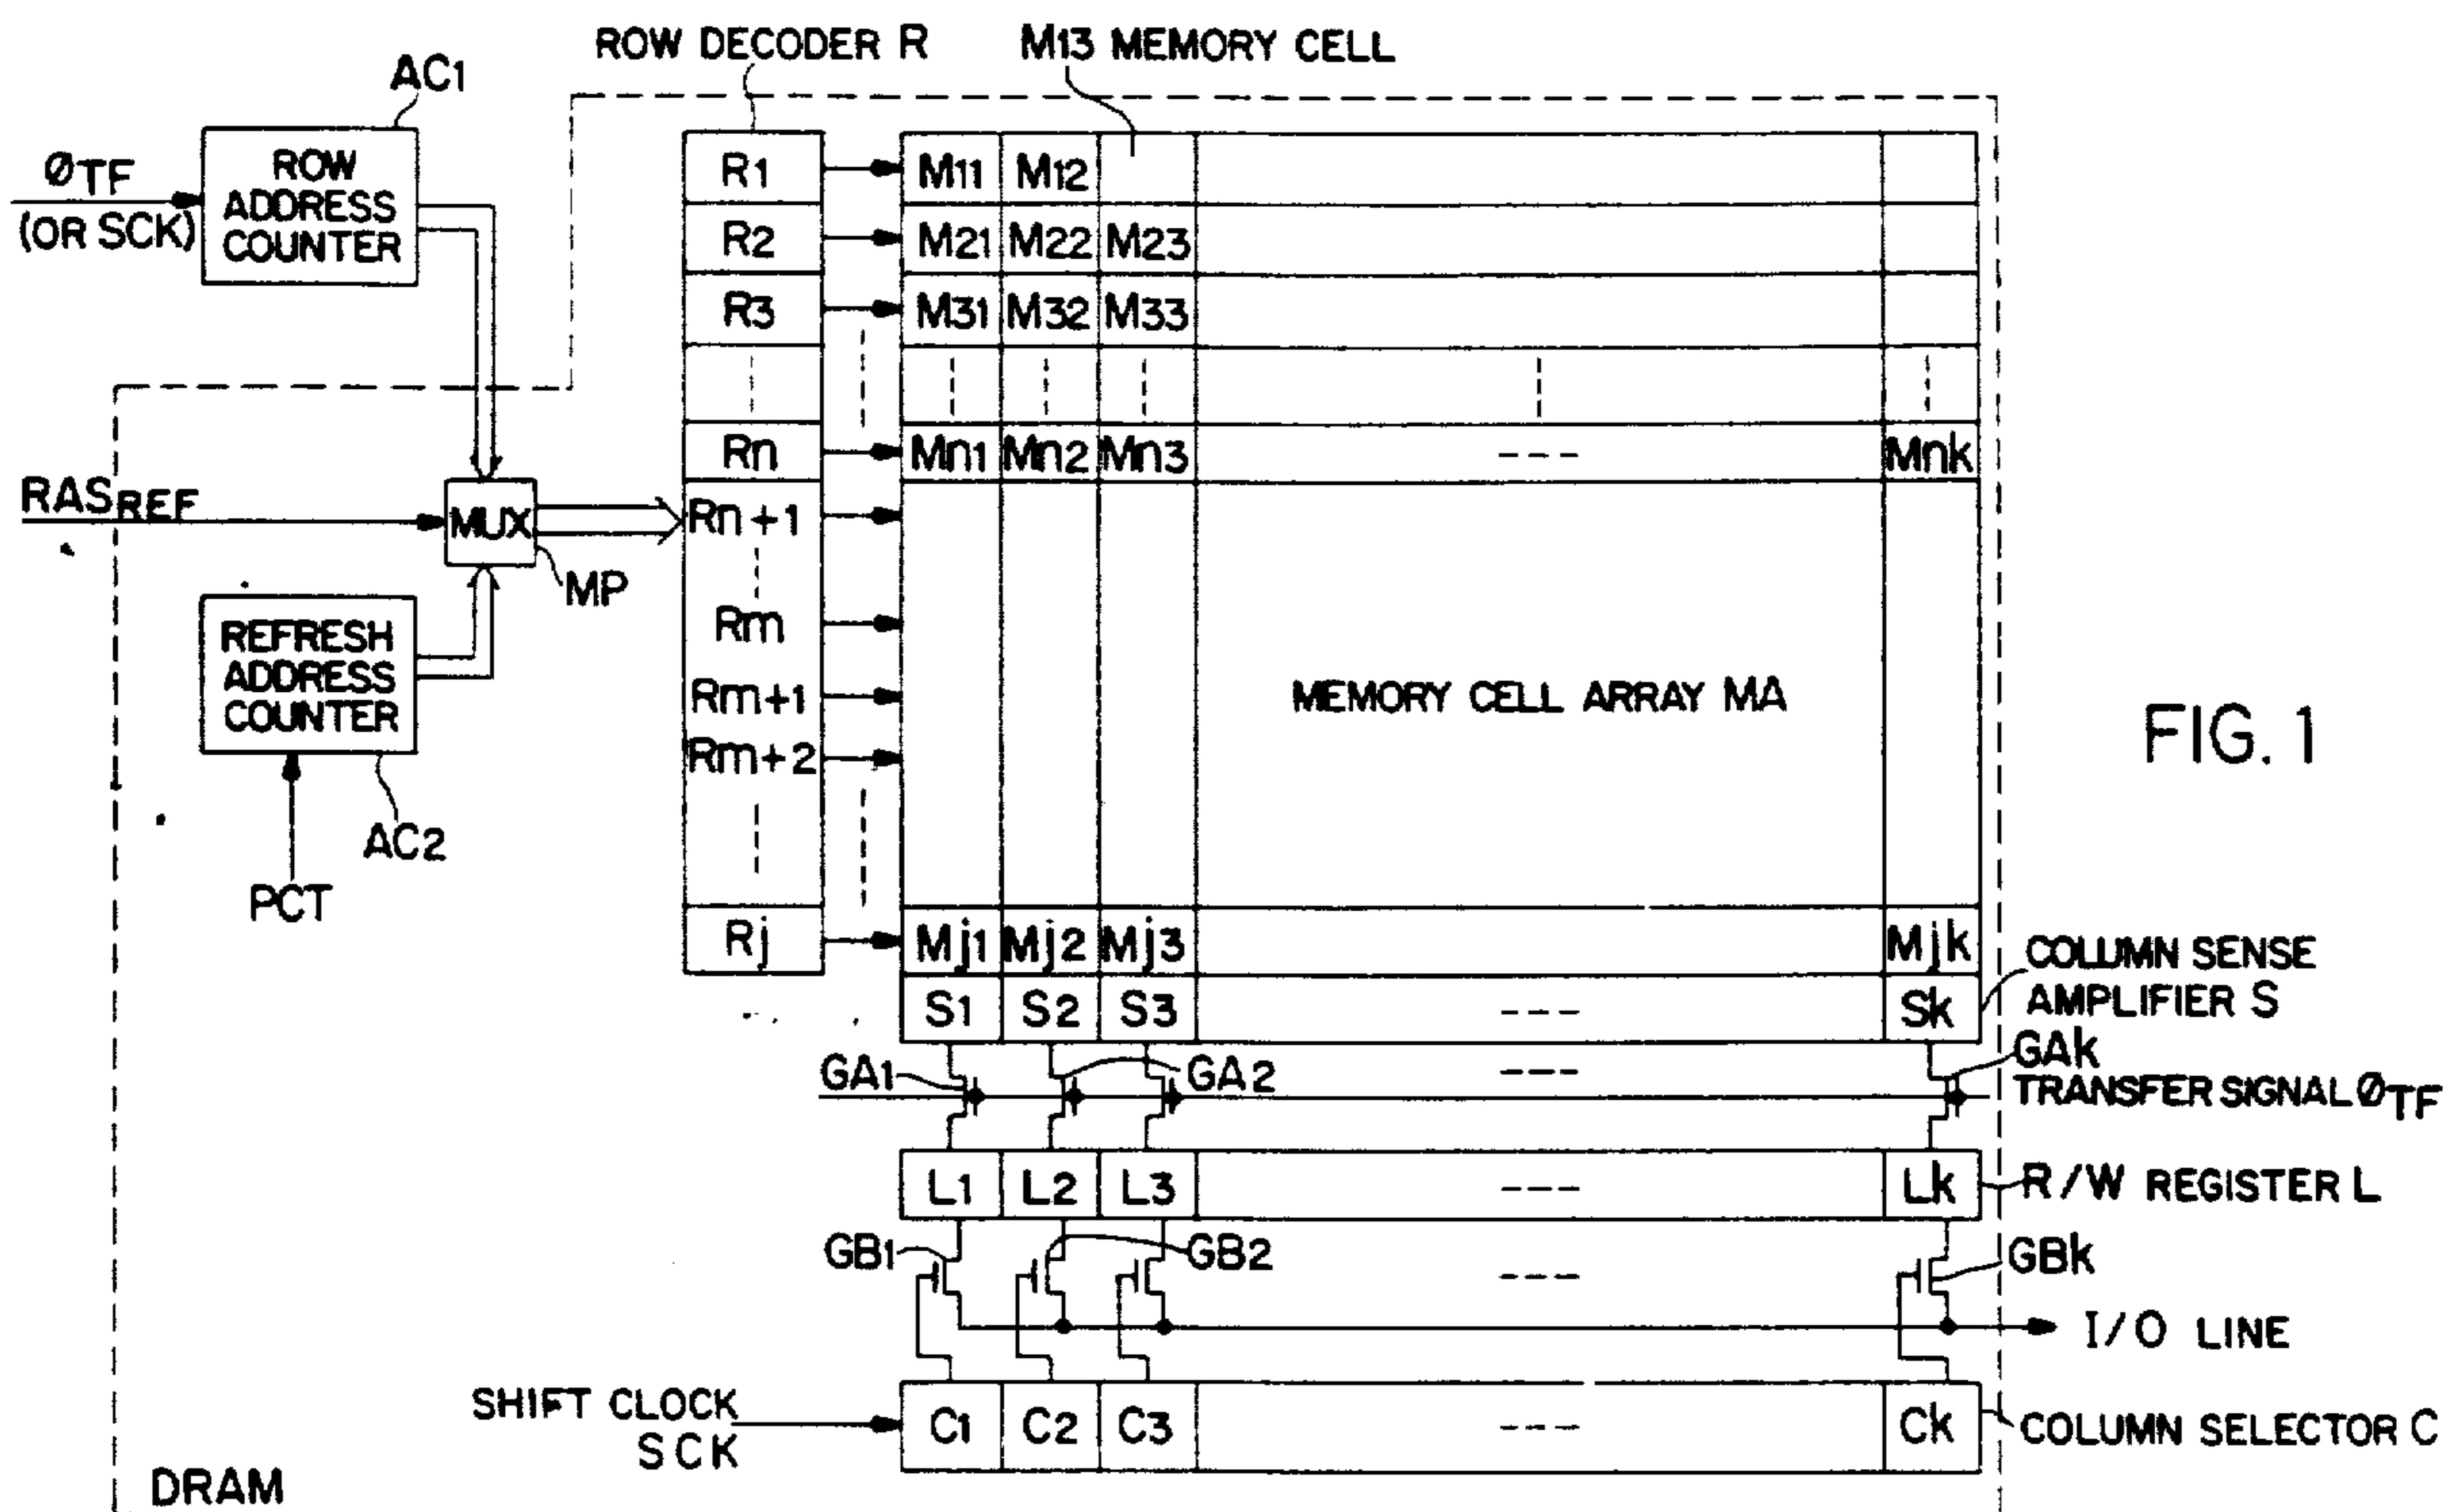 ROW DECODER R
M13 MEMORY CELL
AC1
ØTF
(OR SCK)
ROW
ADDRESS
COUNTER
R1
M11 M12
R2
M21 M22 M23
R3
M31 M32 M33
Rn
Mn1 Mn2 Mn3 --- Mnk
RASREF
MUX
MP
Rn+1
REFRESH
ADDRESS
COUNTER
Rm
Rm+1
MEMORY CELL ARRAY MA
FIG. 1
Rm+2
AC2
PCT
Rj
Mj1 Mj2 Mj3 Mjk
COLUMN SENSE
AMPLIFIER S
S1 S2 S3 --- Sk
GA1 GA2 --- GAk
TRANSFER SIGNAL ØTF
L1 L2 L3 --- Lk
R/W REGISTER L
GB1 GB2 --- GBk
I/O LINE
SHIFT CLOCK
SCK
C1 C2 C3 --- Ck
COLUMN SELECTOR C
DRAM